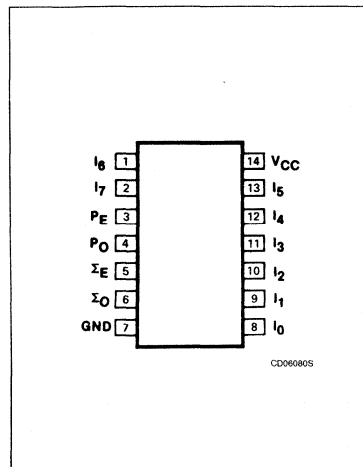 I6 1 14 VCC
I7 2 13 I5
PE 3 12 I4
PO 4 11 I3
ΣE 5 10 I2
ΣO 6 9 I1
GND 7 8 I0
CD06080S